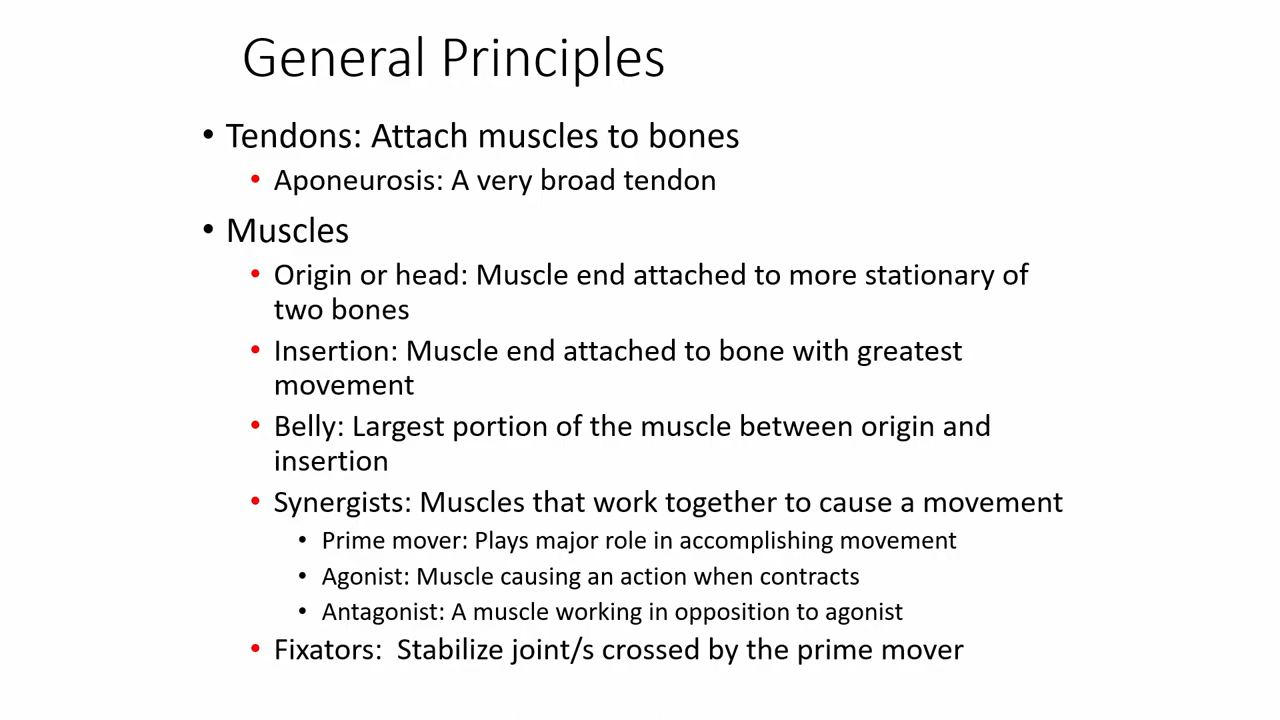 General Principles
• Tendons: Attach muscles to bones
• Aponeurosis: A very broad tendon
• Muscles
• Origin or head: Muscle end attached to more stationary of
two bones
• Insertion: Muscle end attached to bone with greatest
movement
• Belly: Largest portion of the muscle between origin and
insertion
• Synergists: Muscles that work together to cause a movement
• Prime mover: Plays major role in accomplishing movement
• Agonist: Muscle causing an action when contracts
• Antagonist: A muscle working in opposition to agonist
• Fixators:  Stabilize joint/s crossed by the prime mover